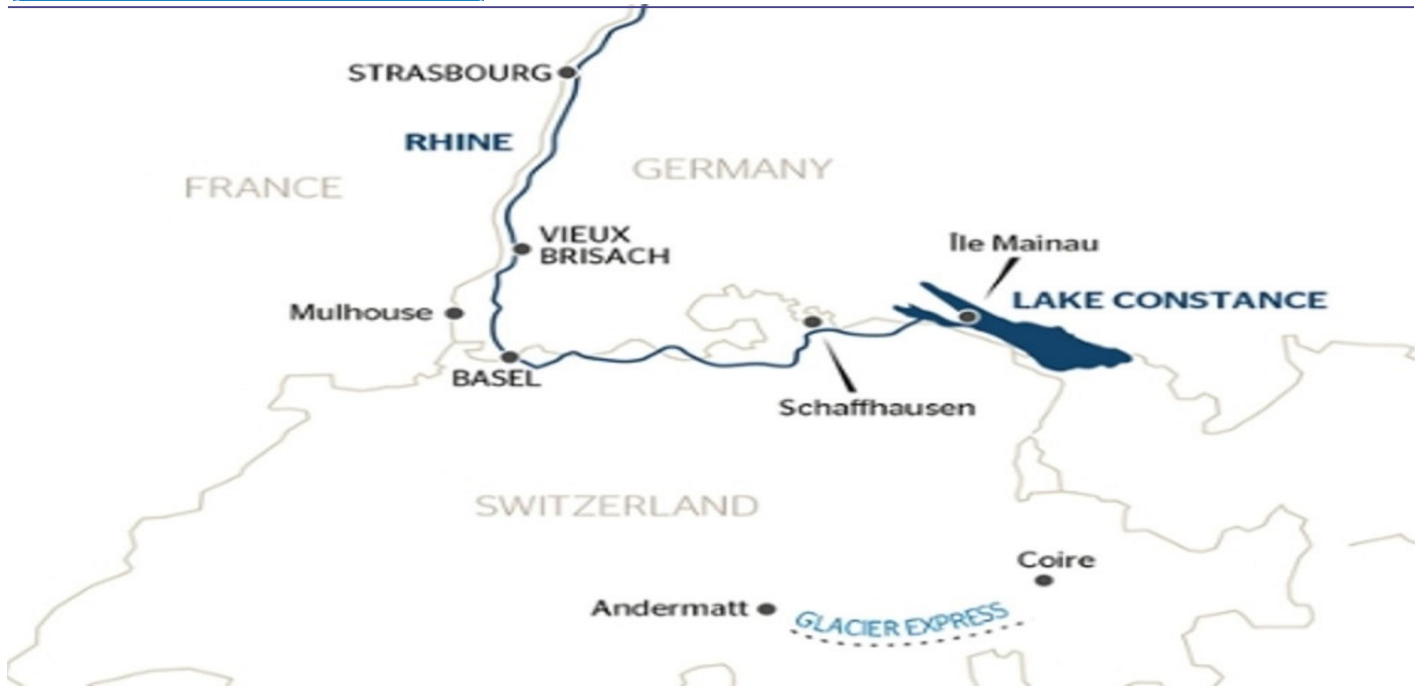 STRASBOURG
RHINE
GERMANY
FRANCE
VIEUX
BRISACH
Île Mainau
LAKE CONSTANCE
Mulhouse
BASEL
Schaffhausen
SWITZERLAND
Coire
Andermatt
GLACIER EXPRESS